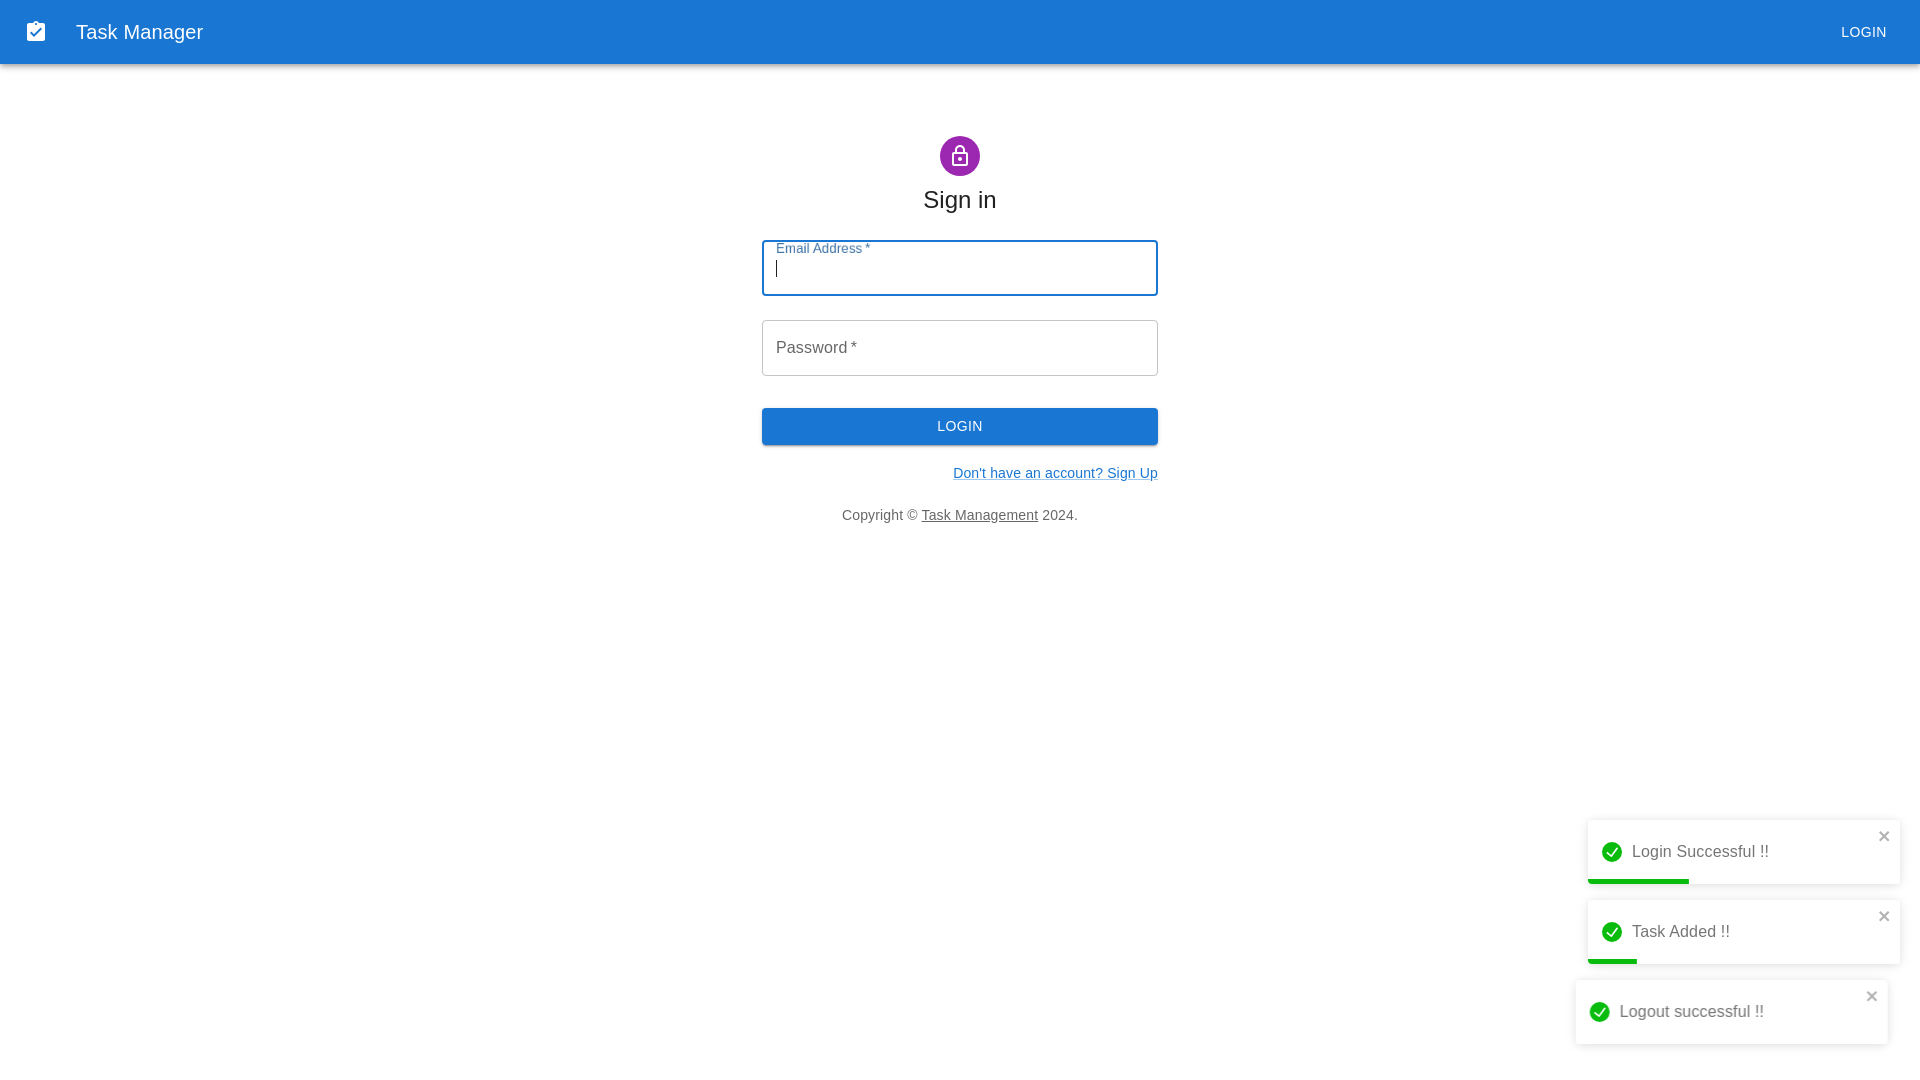 Task Manager
LOGIN
Sign in
Email Address *
Password *
LOGIN
Don't have an account? Sign Up
Copyright © Task Management 2024.
Login Successful !!
Task Added !!
Logout successful !!